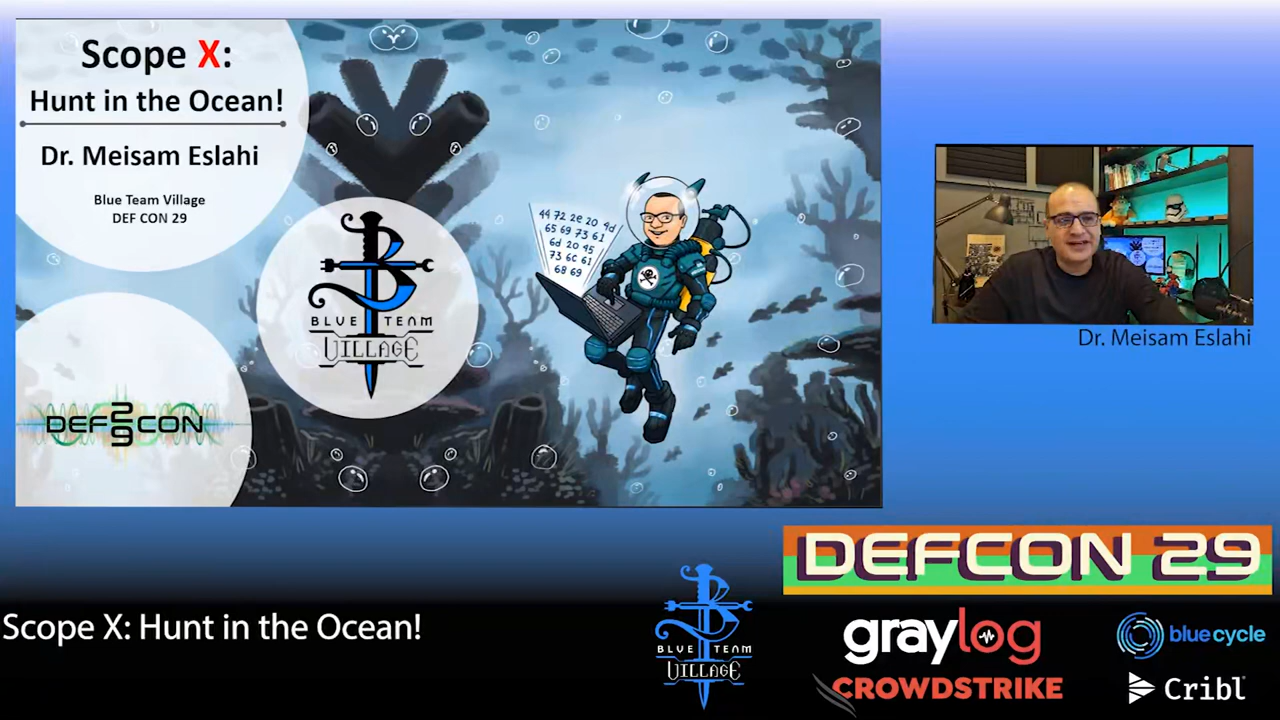 Scope X:
Hunt in the Ocean!
Dr. Meisam Eslahi
Blue Team Village
DEF CON 29
44 72 2e 20 4d
65 69 73 61
6d 20 45
73 6c 61
68 69
BLUE TEAM
VILLAGE
DEF CON
29
Dr. Meisam Eslahi
DEFCON 29
Scope X: Hunt in the Ocean!
BLUE TEAM
VILLAGE
graylog
bluecycle
CROWDSTRIKE
Cribl